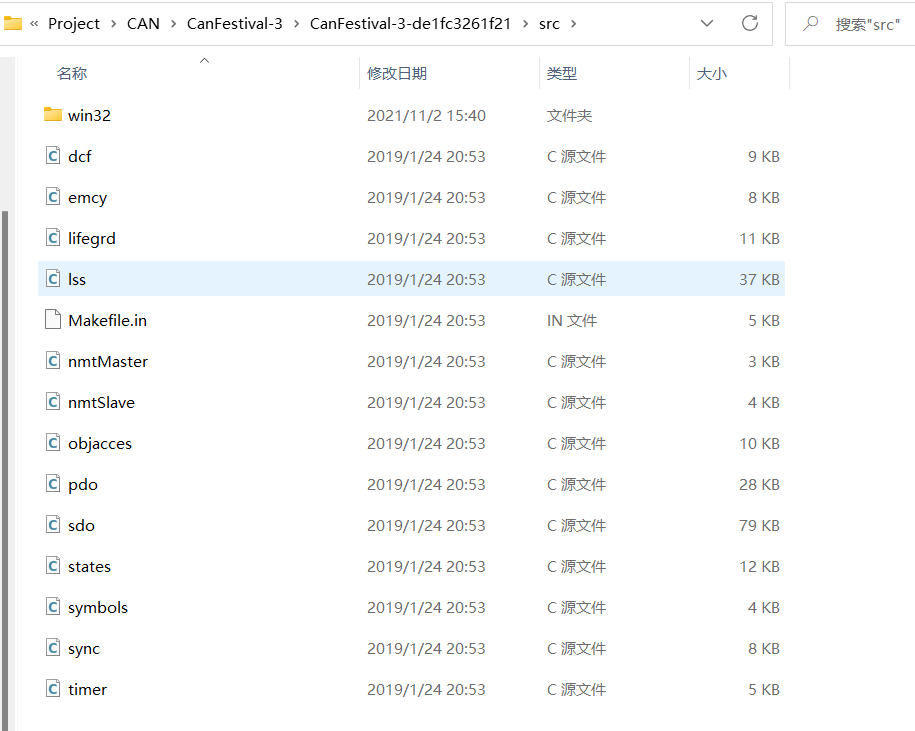 « Project › CAN › CanFestival-3 › CanFestival-3-de1fc3261f21 › src › 搜索"src"
名称 修改日期 类型 大小
win32 2021/11/2 15:40 文件夹
dcf 2019/1/24 20:53 C 源文件 9 KB
emcy 2019/1/24 20:53 C 源文件 8 KB
lifegrd 2019/1/24 20:53 C 源文件 11 KB
lss 2019/1/24 20:53 C 源文件 37 KB
Makefile.in 2019/1/24 20:53 IN 文件 5 KB
nmtMaster 2019/1/24 20:53 C 源文件 3 KB
nmtSlave 2019/1/24 20:53 C 源文件 4 KB
objacces 2019/1/24 20:53 C 源文件 10 KB
pdo 2019/1/24 20:53 C 源文件 28 KB
sdo 2019/1/24 20:53 C 源文件 79 KB
states 2019/1/24 20:53 C 源文件 12 KB
symbols 2019/1/24 20:53 C 源文件 4 KB
sync 2019/1/24 20:53 C 源文件 8 KB
timer 2019/1/24 20:53 C 源文件 5 KB